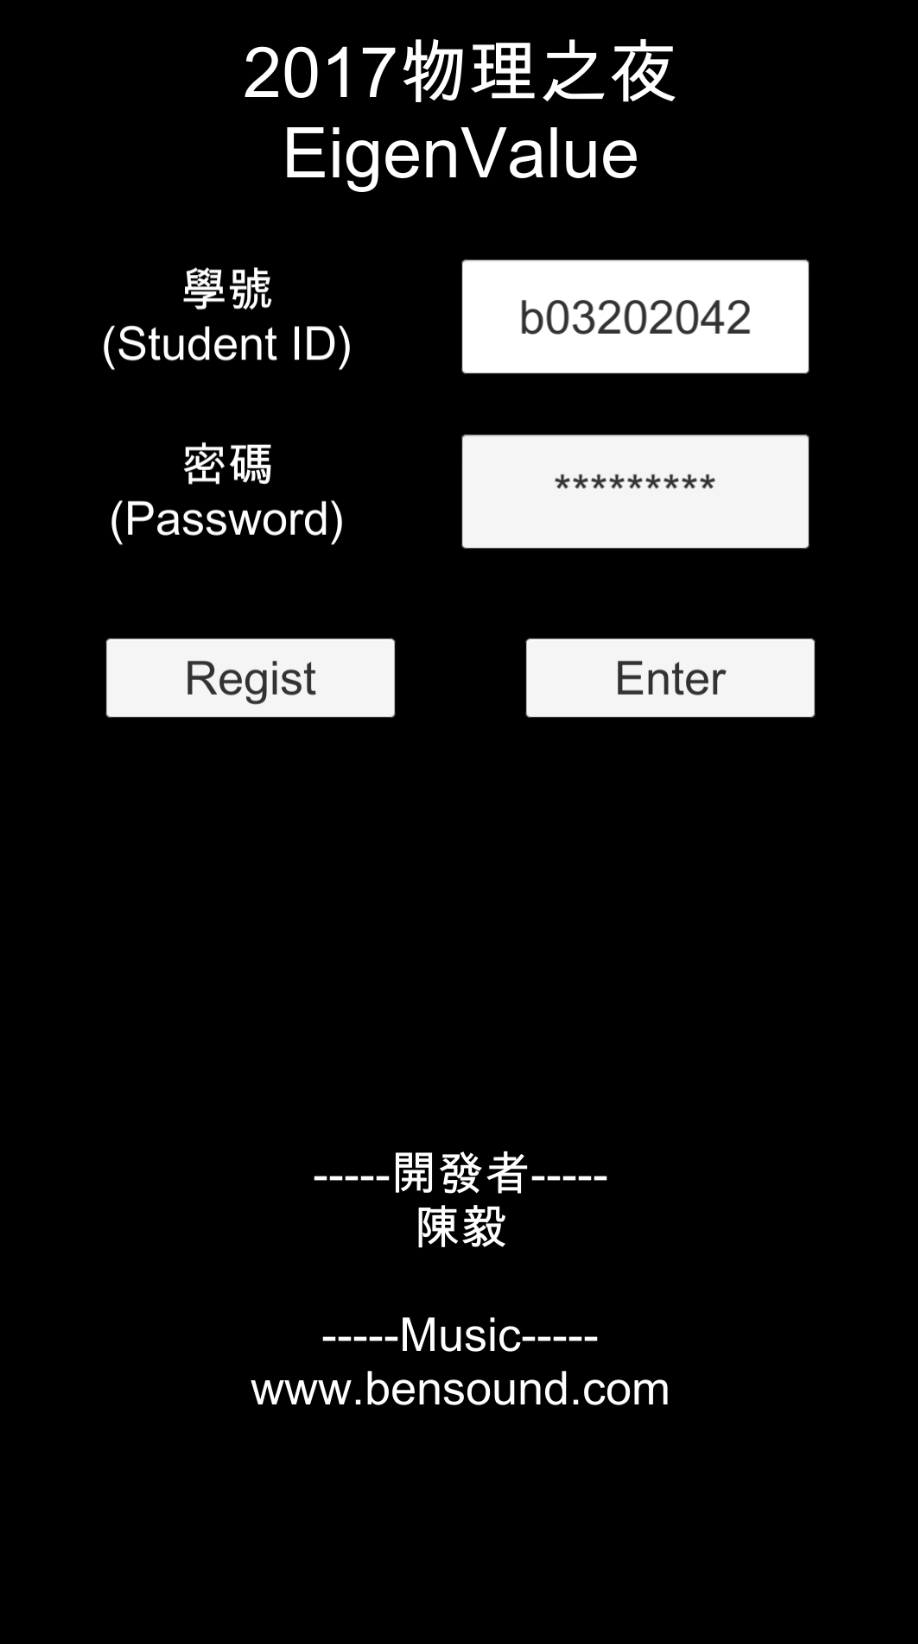 2017物理之夜
EigenValue
學號
(Student ID)
b03202042
密碼
(Password)
*********
Regist
Enter
-----開發者-----
陳毅
-----Music-----
www.bensound.com